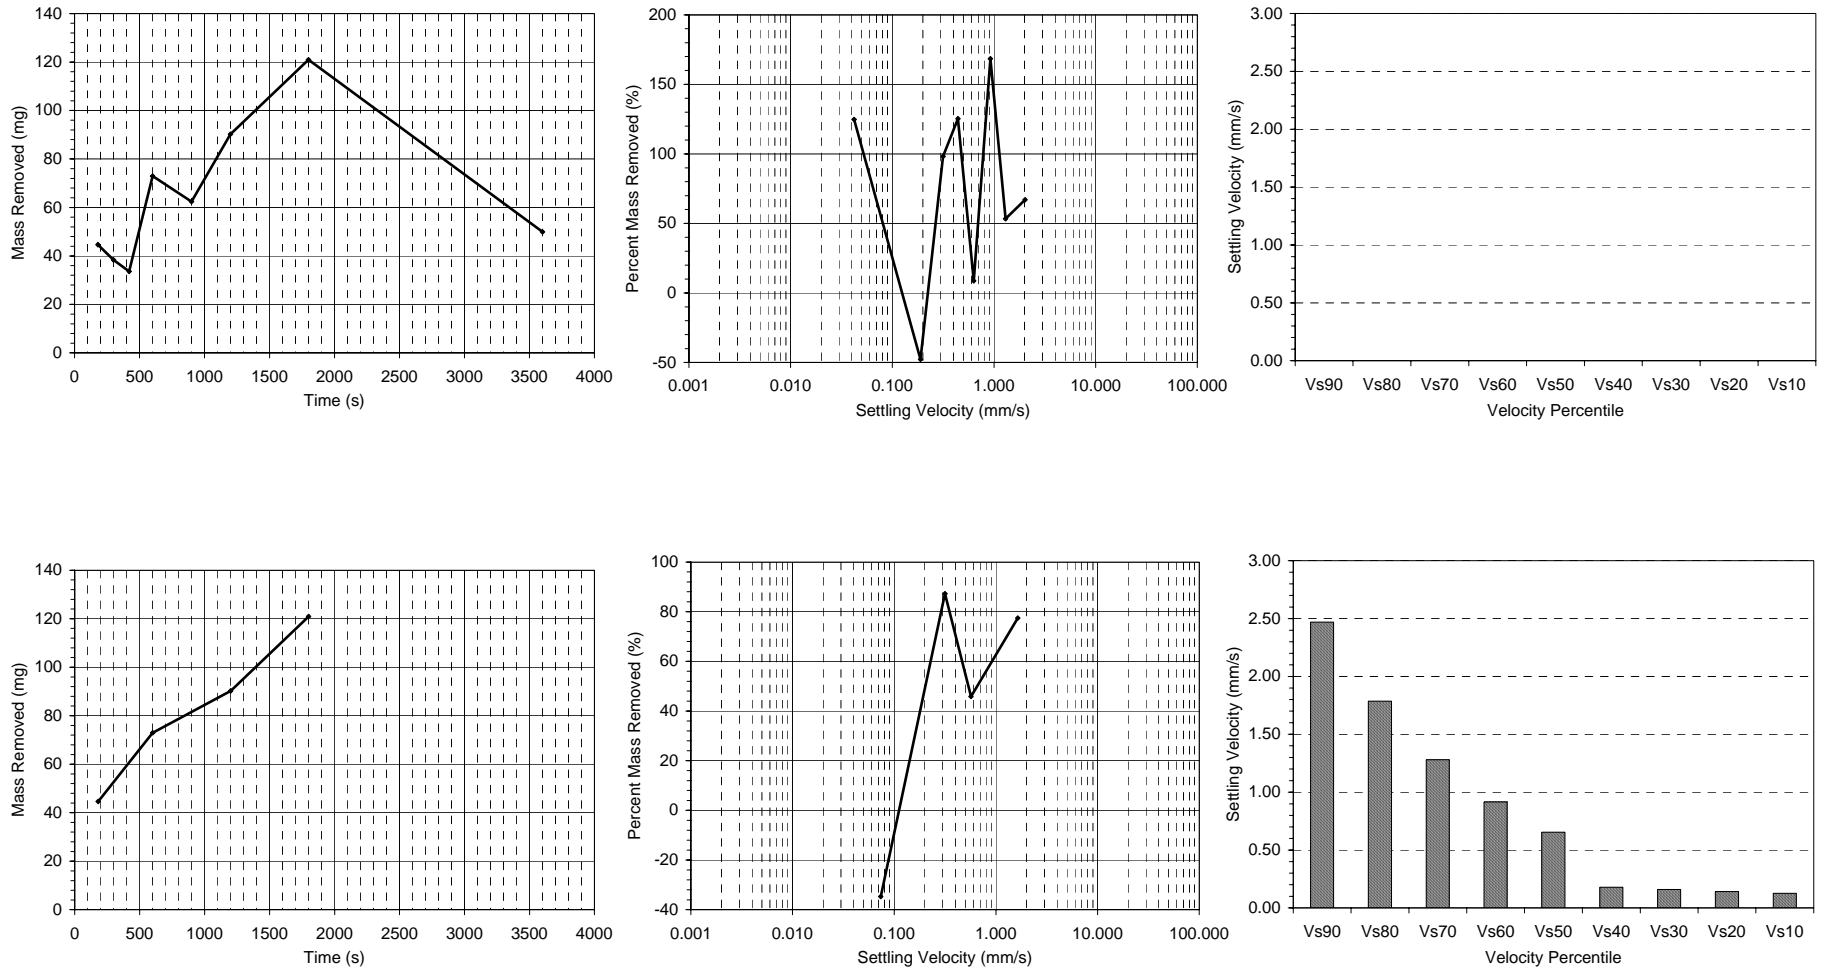 140
120
100
80
60
40
20
0
Mass Removed (mg)
0 500 1000 1500 2000 2500 3000 3500 4000
Time (s)
200
150
100
50
0
-50
Percent Mass Removed (%)
0.001 0.010 0.100 1.000 10.000 100.000
Settling Velocity (mm/s)
3.00
2.50
2.00
1.50
1.00
0.50
0.00
Settling Velocity (mm/s)
Vs90 Vs80 Vs70 Vs60 Vs50 Vs40 Vs30 Vs20 Vs10
Velocity Percentile
140
120
100
80
60
40
20
0
Mass Removed (mg)
0 500 1000 1500 2000 2500 3000 3500 4000
Time (s)
100
80
60
40
20
0
-20
-40
Percent Mass Removed (%)
0.001 0.010 0.100 1.000 10.000 100.000
Settling Velocity (mm/s)
3.00
2.50
2.00
1.50
1.00
0.50
0.00
Settling Velocity (mm/s)
Vs90 Vs80 Vs70 Vs60 Vs50 Vs40 Vs30 Vs20 Vs10
Velocity Percentile